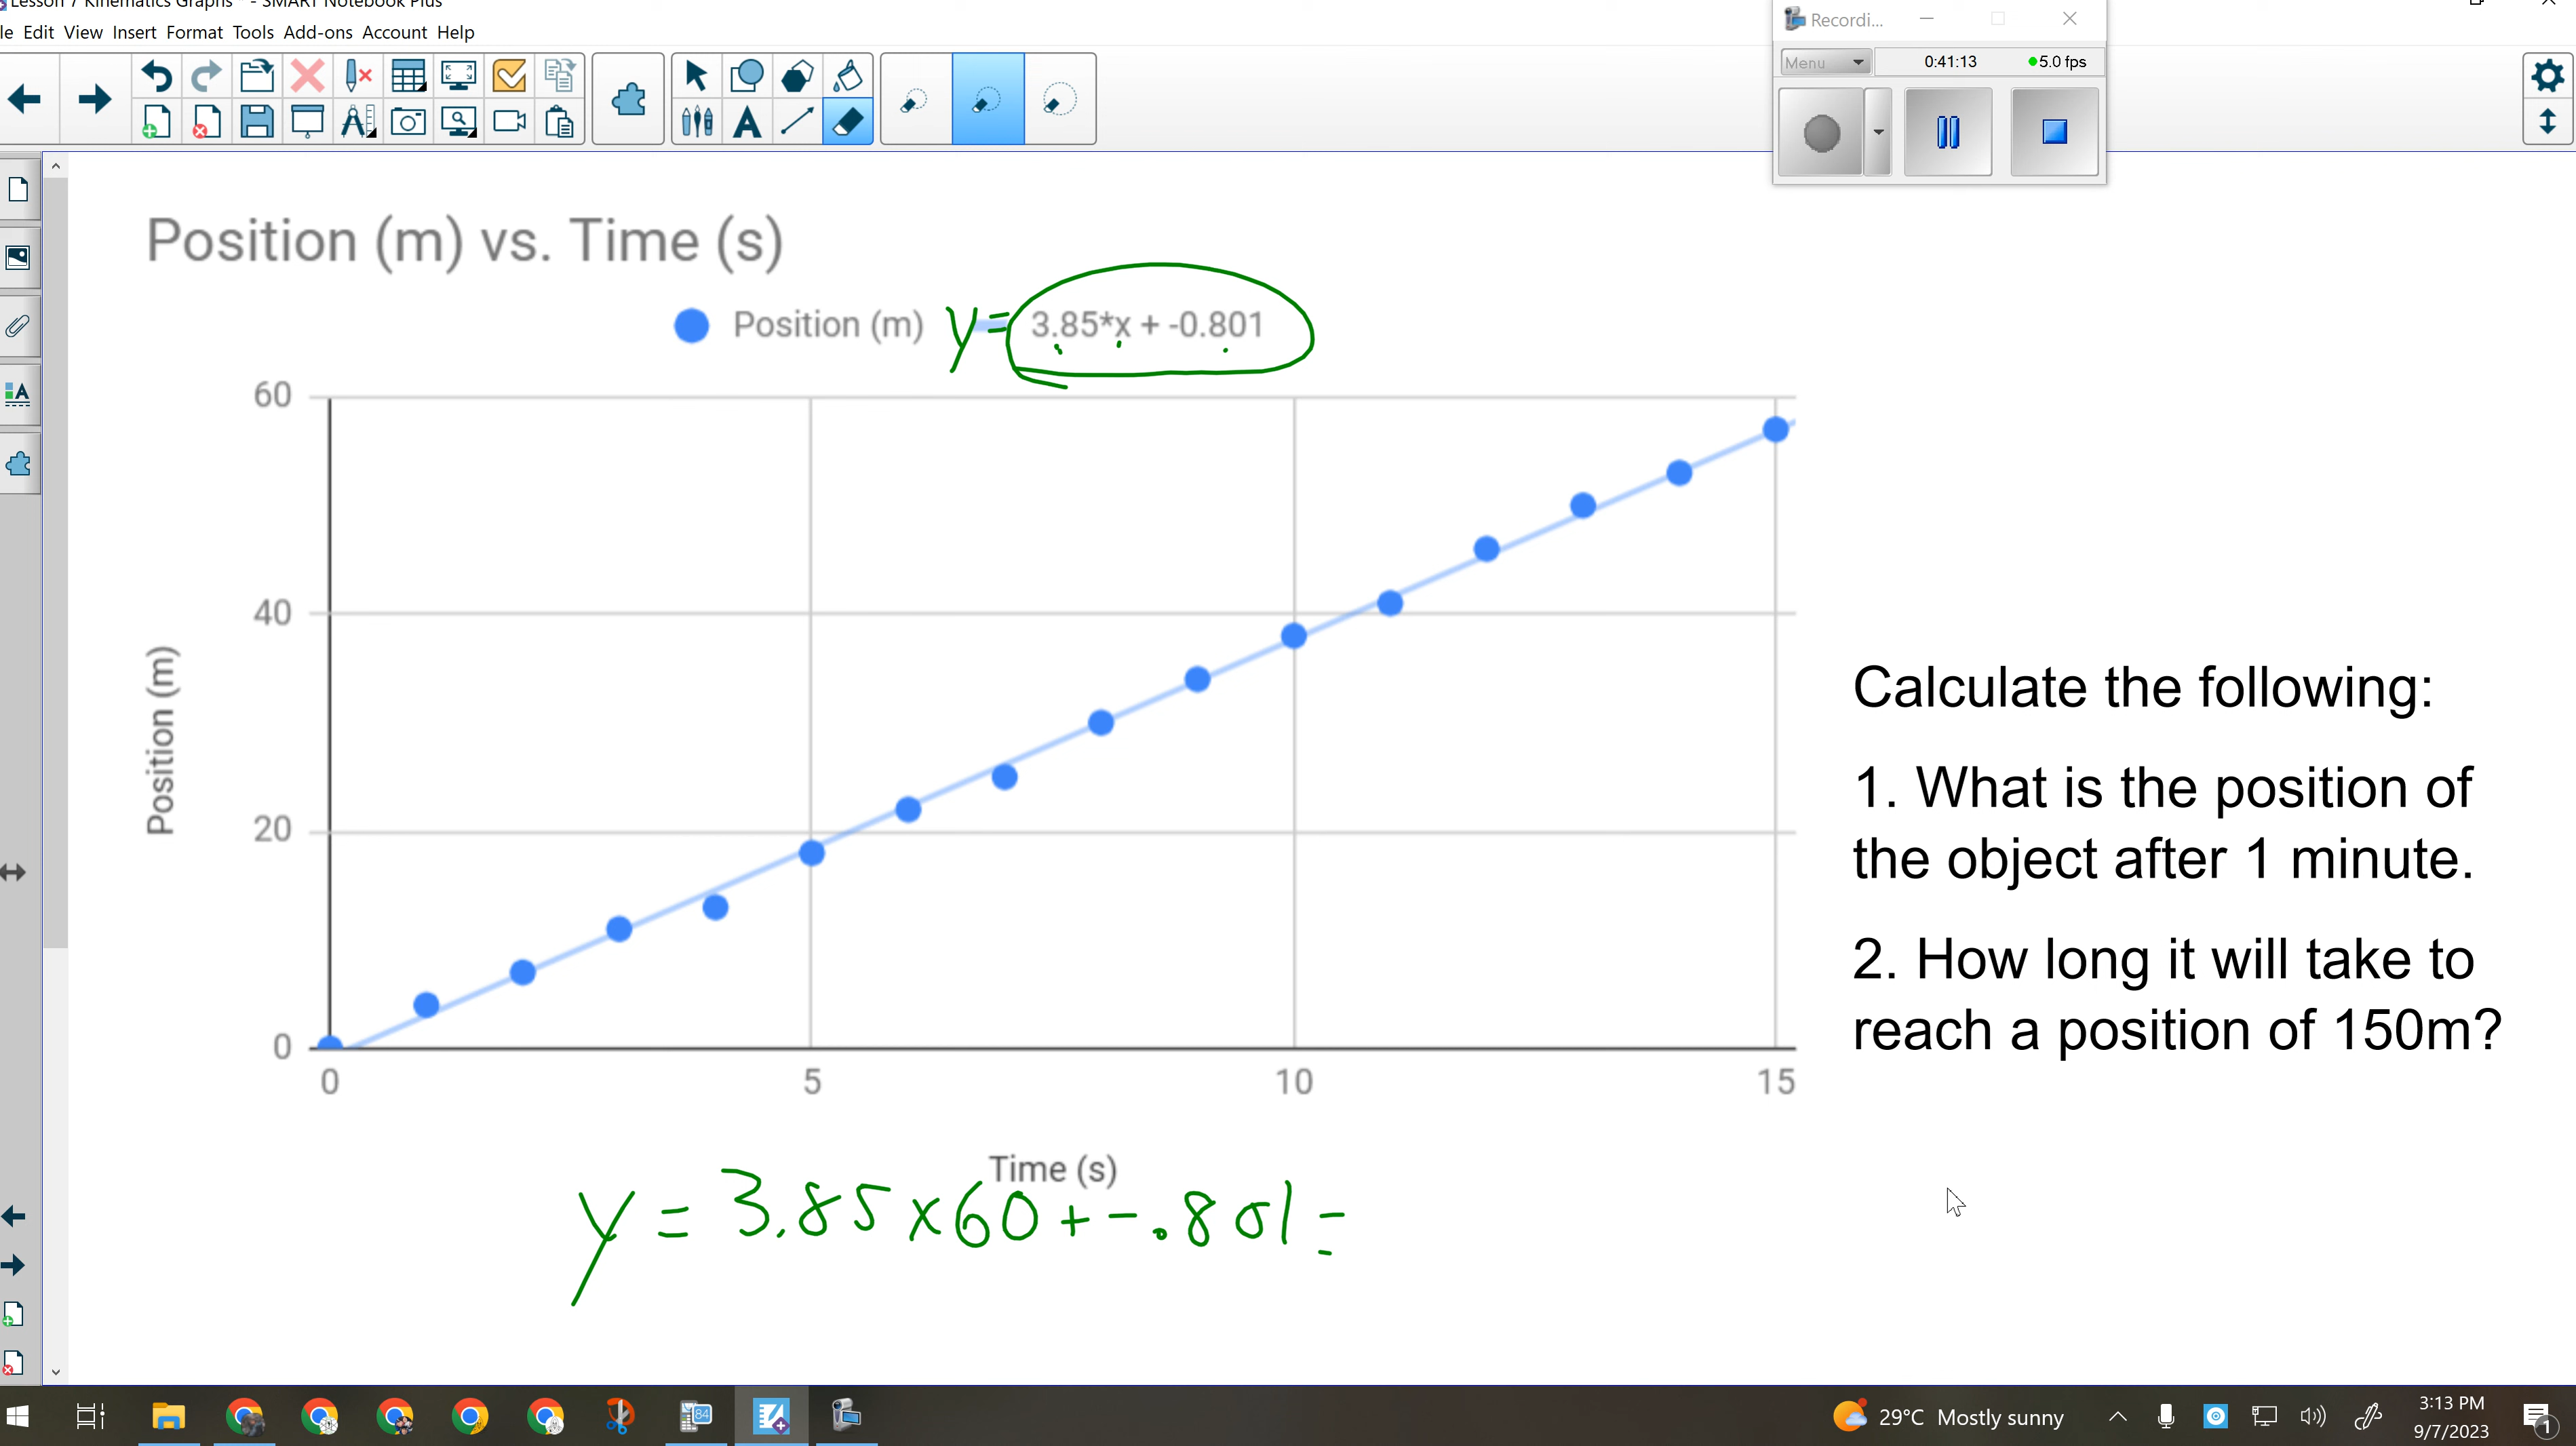 Lesson 7 Kinematics Graphs * - SMART Notebook Plus
le Edit View Insert Format Tools Add-ons Account Help
Recordi...
Menu 0:41:13 5.0 fps
Position (m) vs. Time (s)
Position (m) y = 3.85*x + -0.801
60
40
20
0
Position (m)
0 5 10 15
Time (s)
y = 3.85 x 60 + - .801 =
Calculate the following:
1. What is the position of
the object after 1 minute.
2. How long it will take to
reach a position of 150m?
84
29°C Mostly sunny
3:13 PM
9/7/2023
1